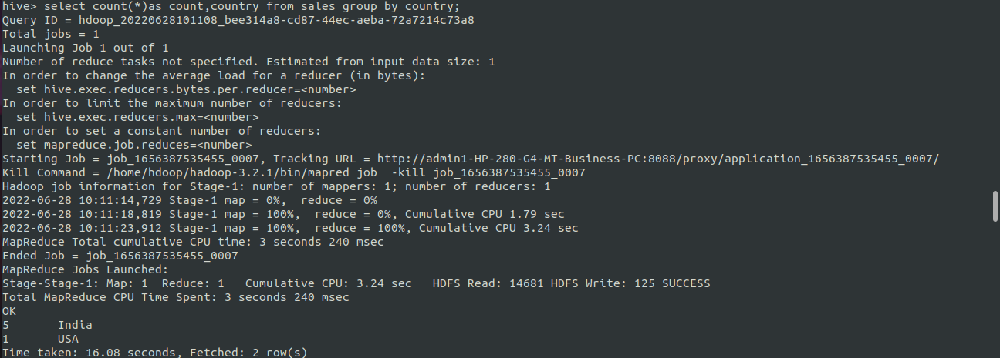 hive> select count(*)as count,country from sales group by country;
Query ID = hdoop_20220628101108_bee314a8-cd87-44ec-aeba-72a7214c73a8
Total jobs = 1
Launching Job 1 out of 1
Number of reduce tasks not specified. Estimated from input data size: 1
In order to change the average load for a reducer (in bytes):
  set hive.exec.reducers.bytes.per.reducer=<number>
In order to limit the maximum number of reducers:
  set hive.exec.reducers.max=<number>
In order to set a constant number of reducers:
  set mapreduce.job.reduces=<number>
Starting Job = job_1656387535455_0007, Tracking URL = http://admin1-HP-280-G4-MT-Business-PC:8088/proxy/application_1656387535455_0007/
Kill Command = /home/hdoop/hadoop-3.2.1/bin/mapred job  -kill job_1656387535455_0007
Hadoop job information for Stage-1: number of mappers: 1; number of reducers: 1
2022-06-28 10:11:14,729 Stage-1 map = 0%,  reduce = 0%
2022-06-28 10:11:18,819 Stage-1 map = 100%,  reduce = 0%, Cumulative CPU 1.79 sec
2022-06-28 10:11:23,912 Stage-1 map = 100%,  reduce = 100%, Cumulative CPU 3.24 sec
MapReduce Total cumulative CPU time: 3 seconds 240 msec
Ended Job = job_1656387535455_0007
MapReduce Jobs Launched:
Stage-Stage-1: Map: 1  Reduce: 1   Cumulative CPU: 3.24 sec   HDFS Read: 14681 HDFS Write: 125 SUCCESS
Total MapReduce CPU Time Spent: 3 seconds 240 msec
OK
5	India
1	USA
Time taken: 16.08 seconds, Fetched: 2 row(s)